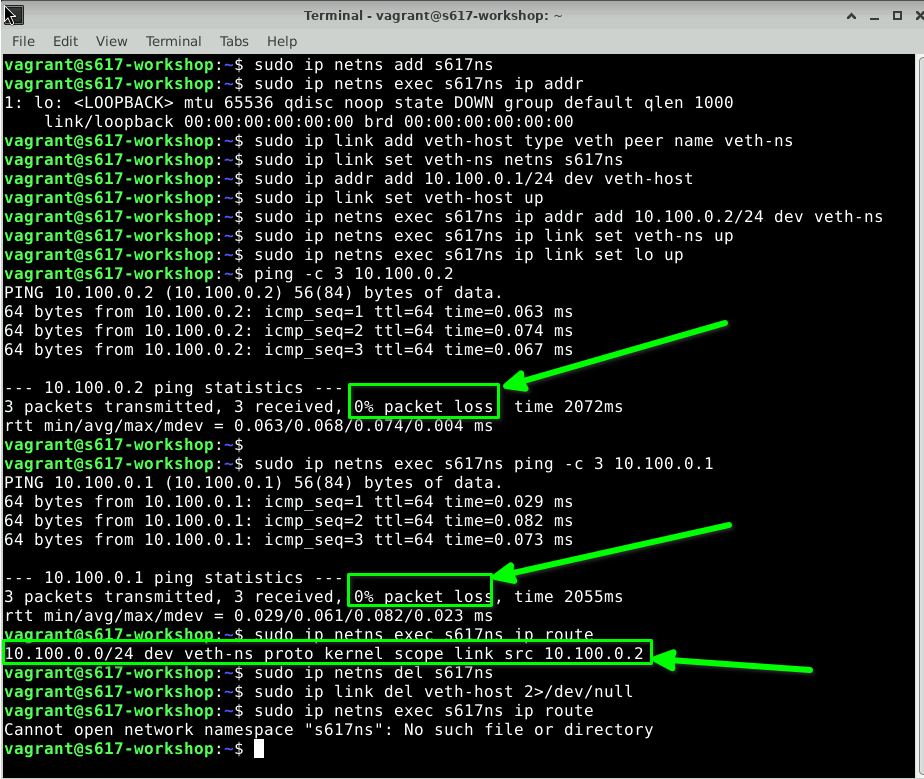 Terminal - vagrant@s617-workshop: ~
File Edit View Terminal Tabs Help
vagrant@s617-workshop:~$ sudo ip netns add s617ns
vagrant@s617-workshop:~$ sudo ip netns exec s617ns ip addr
1: lo: <LOOPBACK> mtu 65536 qdisc noop state DOWN group default qlen 1000
    link/loopback 00:00:00:00:00:00 brd 00:00:00:00:00:00
vagrant@s617-workshop:~$ sudo ip link add veth-host type veth peer name veth-ns
vagrant@s617-workshop:~$ sudo ip link set veth-ns netns s617ns
vagrant@s617-workshop:~$ sudo ip addr add 10.100.0.1/24 dev veth-host
vagrant@s617-workshop:~$ sudo ip link set veth-host up
vagrant@s617-workshop:~$ sudo ip netns exec s617ns ip addr add 10.100.0.2/24 dev veth-ns
vagrant@s617-workshop:~$ sudo ip netns exec s617ns ip link set veth-ns up
vagrant@s617-workshop:~$ sudo ip netns exec s617ns ip link set lo up
vagrant@s617-workshop:~$ ping -c 3 10.100.0.2
PING 10.100.0.2 (10.100.0.2) 56(84) bytes of data.
64 bytes from 10.100.0.2: icmp_seq=1 ttl=64 time=0.063 ms
64 bytes from 10.100.0.2: icmp_seq=2 ttl=64 time=0.074 ms
64 bytes from 10.100.0.2: icmp_seq=3 ttl=64 time=0.067 ms

--- 10.100.0.2 ping statistics ---
3 packets transmitted, 3 received, 0% packet loss, time 2072ms
rtt min/avg/max/mdev = 0.063/0.068/0.074/0.004 ms
vagrant@s617-workshop:~$
vagrant@s617-workshop:~$ sudo ip netns exec s617ns ping -c 3 10.100.0.1
PING 10.100.0.1 (10.100.0.1) 56(84) bytes of data.
64 bytes from 10.100.0.1: icmp_seq=1 ttl=64 time=0.029 ms
64 bytes from 10.100.0.1: icmp_seq=2 ttl=64 time=0.082 ms
64 bytes from 10.100.0.1: icmp_seq=3 ttl=64 time=0.073 ms

--- 10.100.0.1 ping statistics ---
3 packets transmitted, 3 received, 0% packet loss, time 2055ms
rtt min/avg/max/mdev = 0.029/0.061/0.082/0.023 ms
vagrant@s617-workshop:~$ sudo ip netns exec s617ns ip route
10.100.0.0/24 dev veth-ns proto kernel scope link src 10.100.0.2
vagrant@s617-workshop:~$ sudo ip netns del s617ns
vagrant@s617-workshop:~$ sudo ip link del veth-host 2>/dev/null
vagrant@s617-workshop:~$ sudo ip netns exec s617ns ip route
Cannot open network namespace "s617ns": No such file or directory
vagrant@s617-workshop:~$